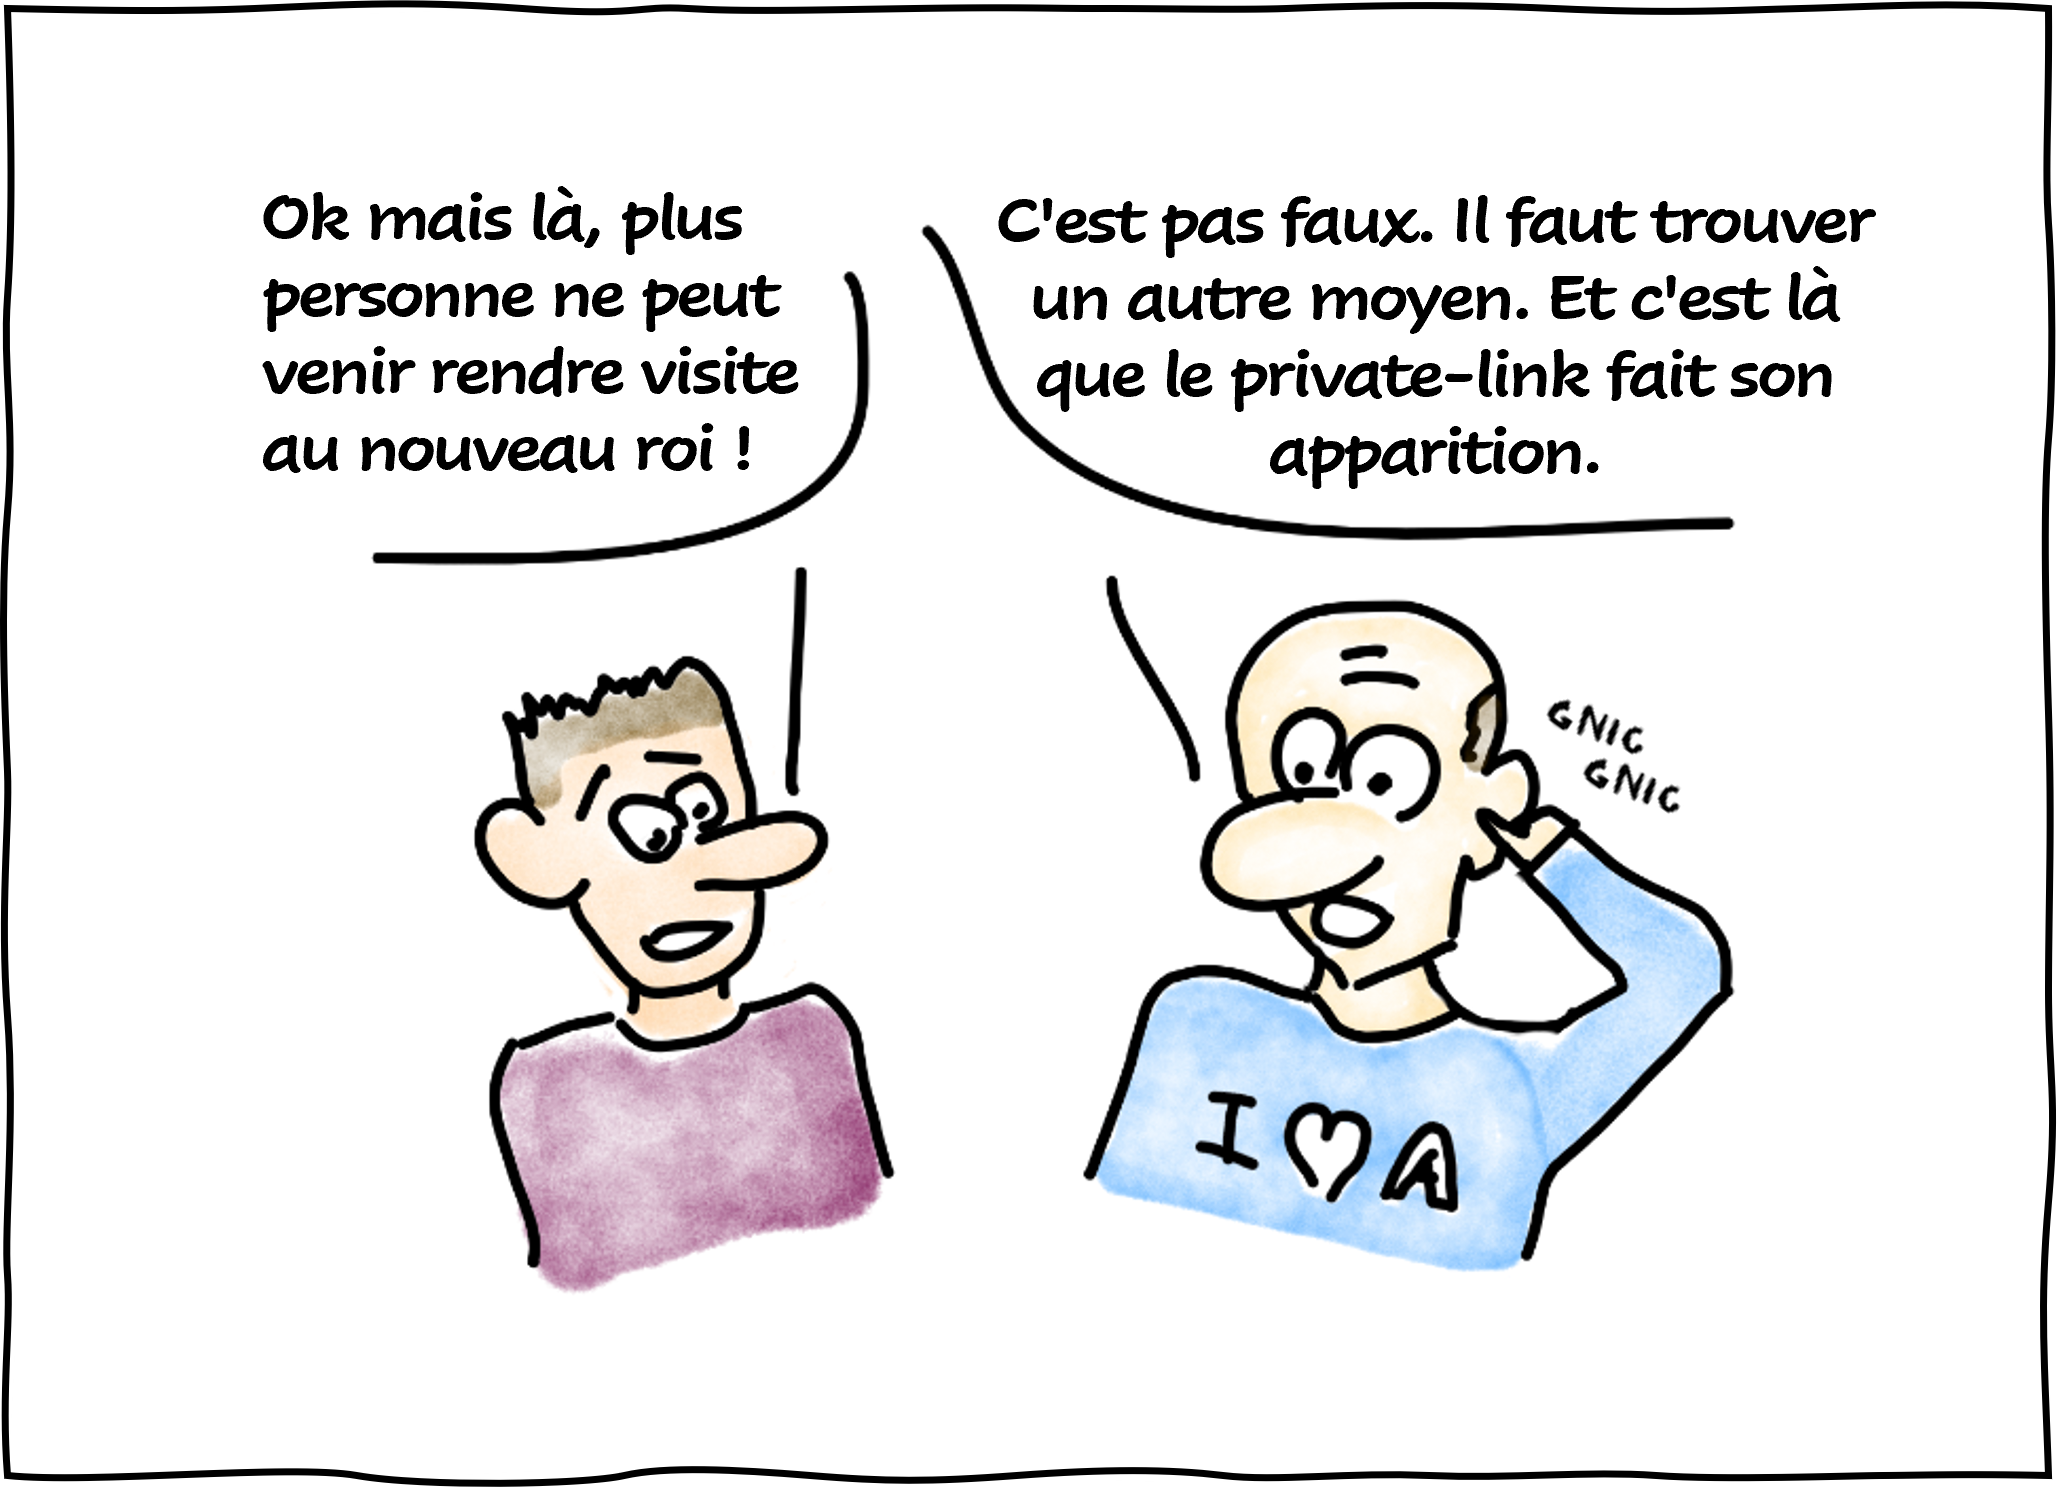 Ok mais là, plus
personne ne peut
venir rendre visite
au nouveau roi !
C'est pas faux. Il faut trouver
un autre moyen. Et c'est là
que le private-link fait son
apparition.
GNIC
GNIC
I ♡ A